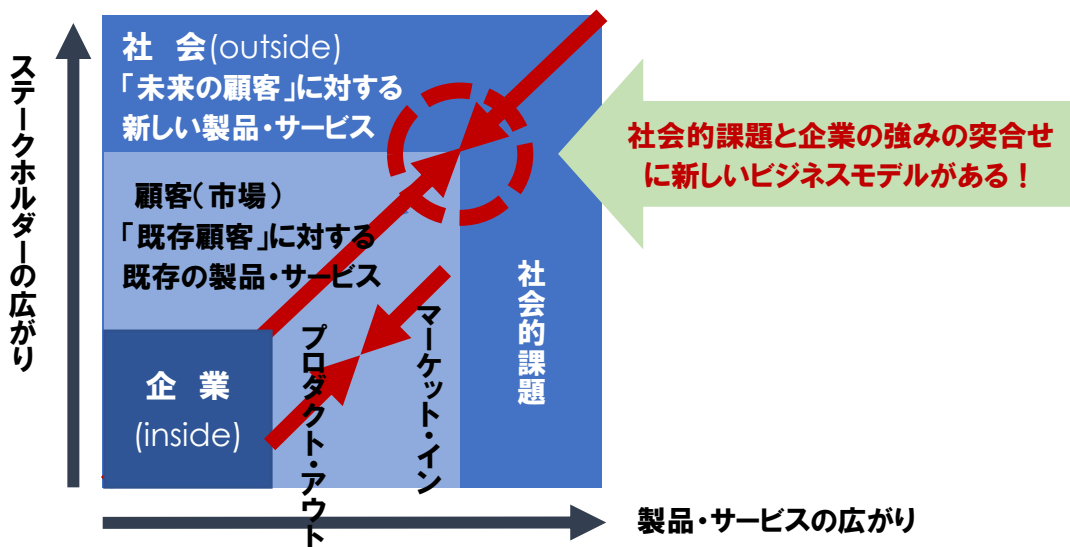 ステークホルダーの広がり
社 会(outside)
「未来の顧客」に対する
新しい製品・サービス
顧客(市場)
「既存顧客」に対する
既存の製品・サービス
企 業
(inside)
プロダクト・アウト
マーケット・イン
社会的課題
社会的課題と企業の強みの突合せ
に新しいビジネスモデルがある!
製品・サービスの広がり